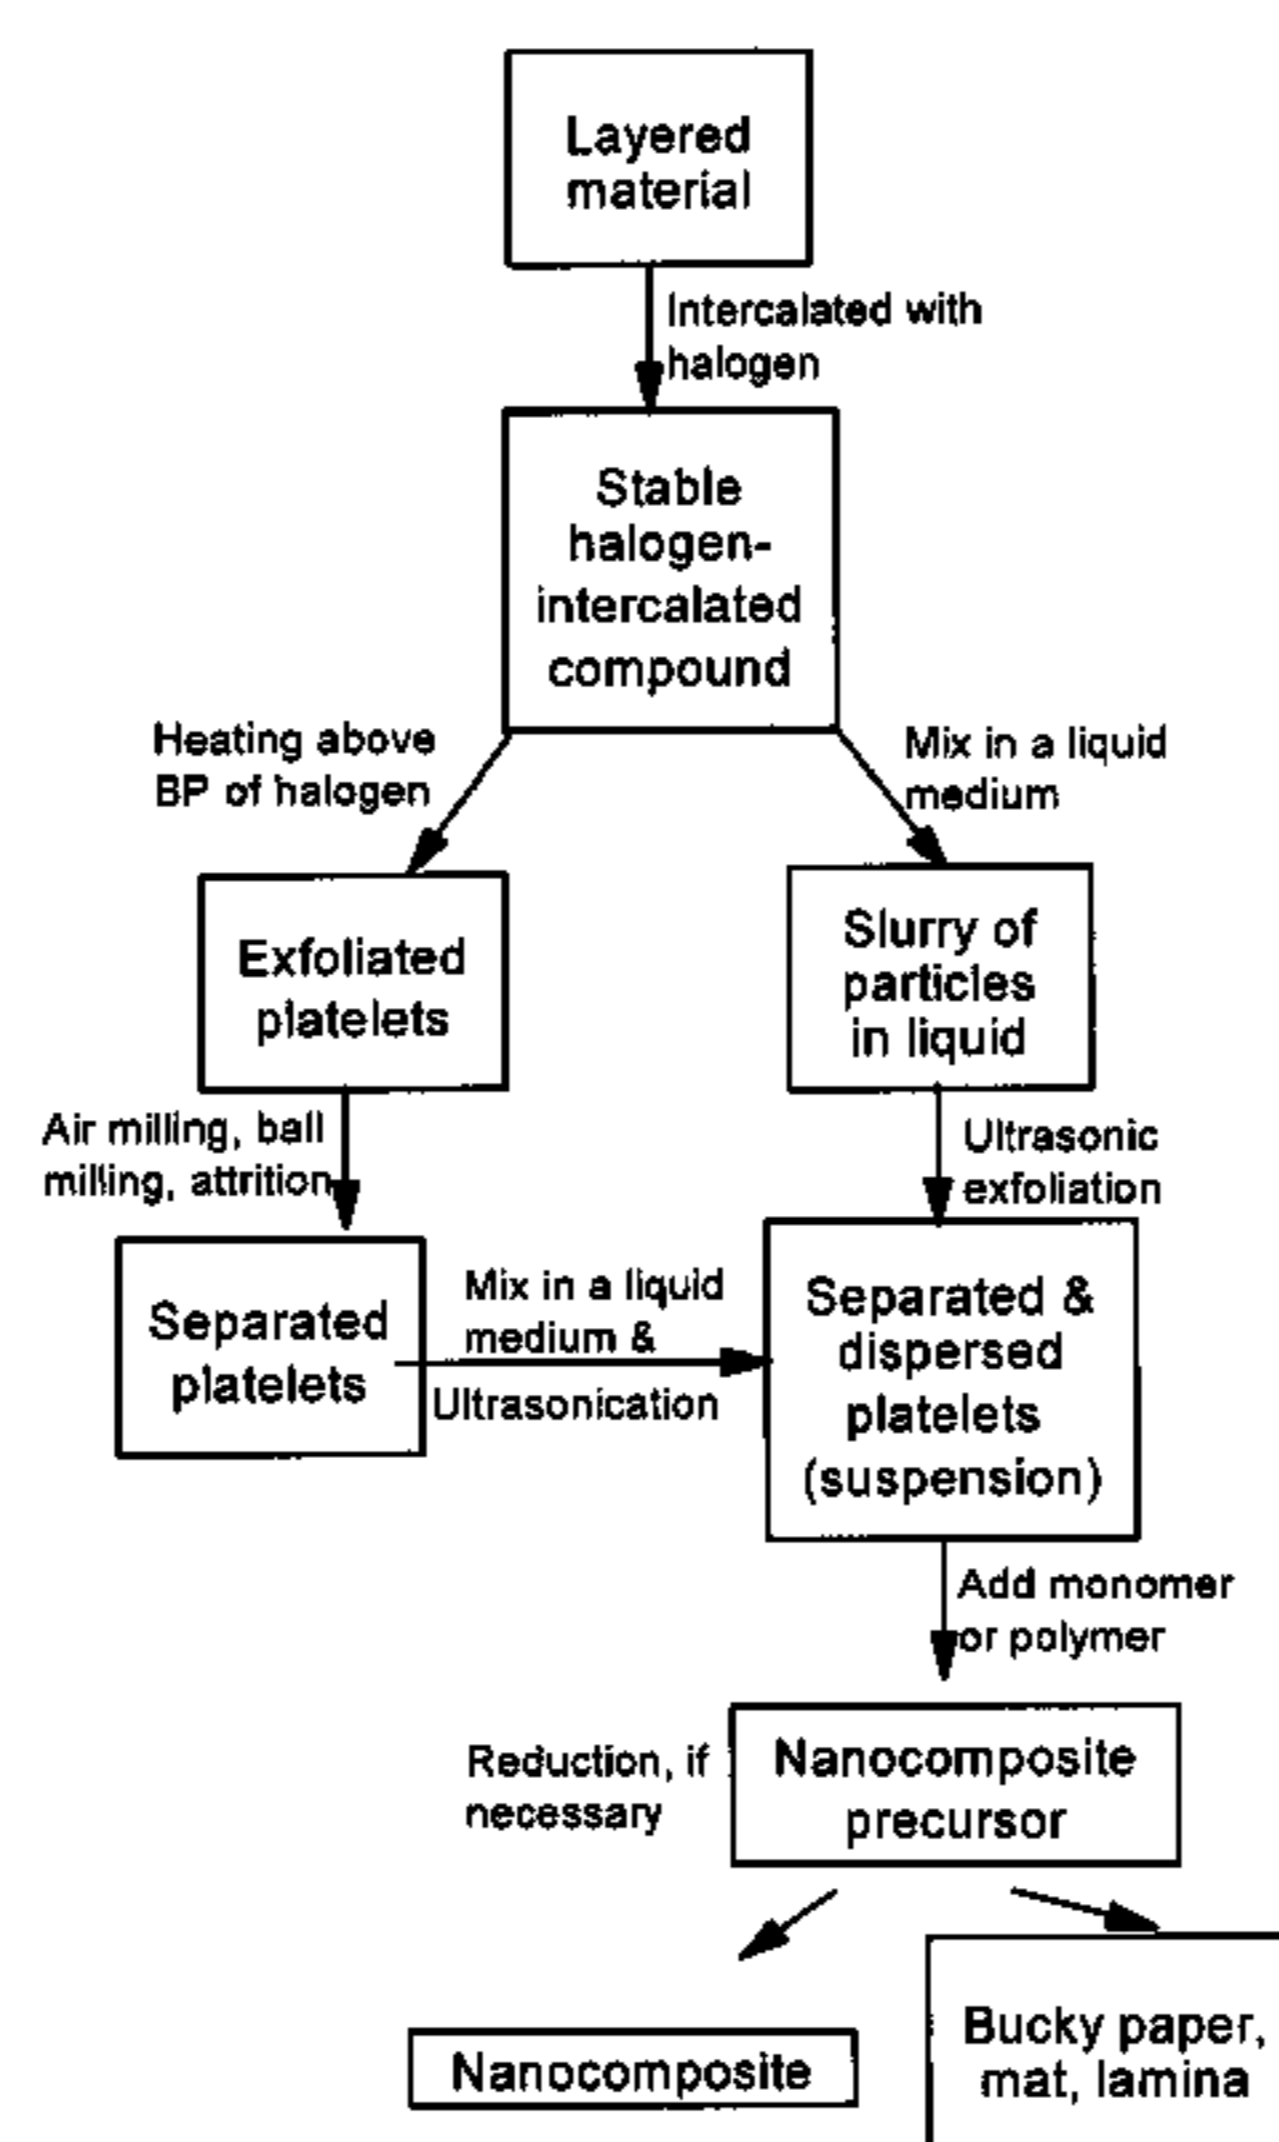 Layered
material
Intercalated with
halogen
Stable
halogen-
intercalated
compound
Heating above
BP of halogen
Mix in a liquid
medium
Exfoliated
platelets
Slurry of
particles
in liquid
Air milling, ball
milling, attrition
Ultrasonic
exfoliation
Separated
platelets
Mix in a liquid
medium &
Ultrasonication
Separated &
dispersed
platelets
(suspension)
Add monomer
or polymer
Reduction, if
necessary
Nanocomposite
precursor
Nanocomposite
Bucky paper,
mat, lamina